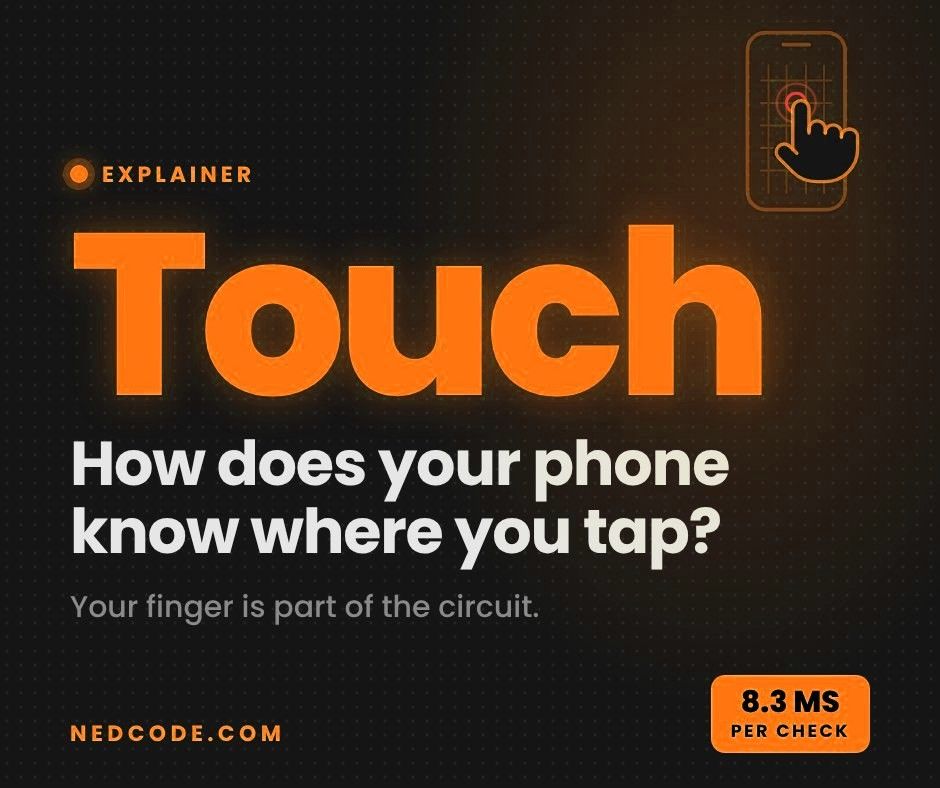 EXPLAINER
Touch
How does your phone
know where you tap?
Your finger is part of the circuit.
NEDCODE.COM
8.3 MS
PER CHECK